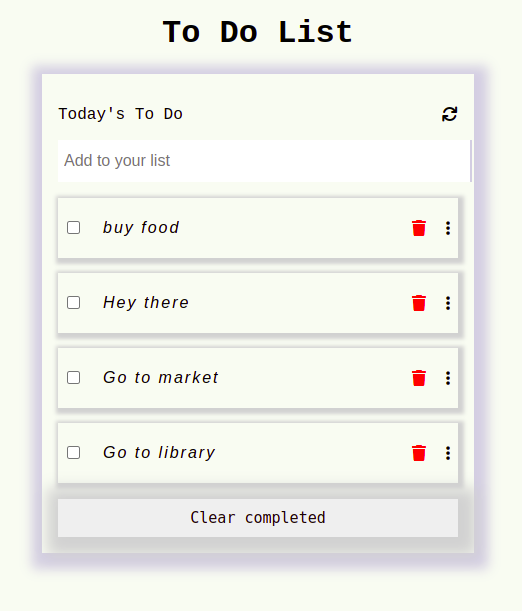 To Do List
Today's To Do
Add to your list
buy food
Hey there
Go to market
Go to library
Clear completed